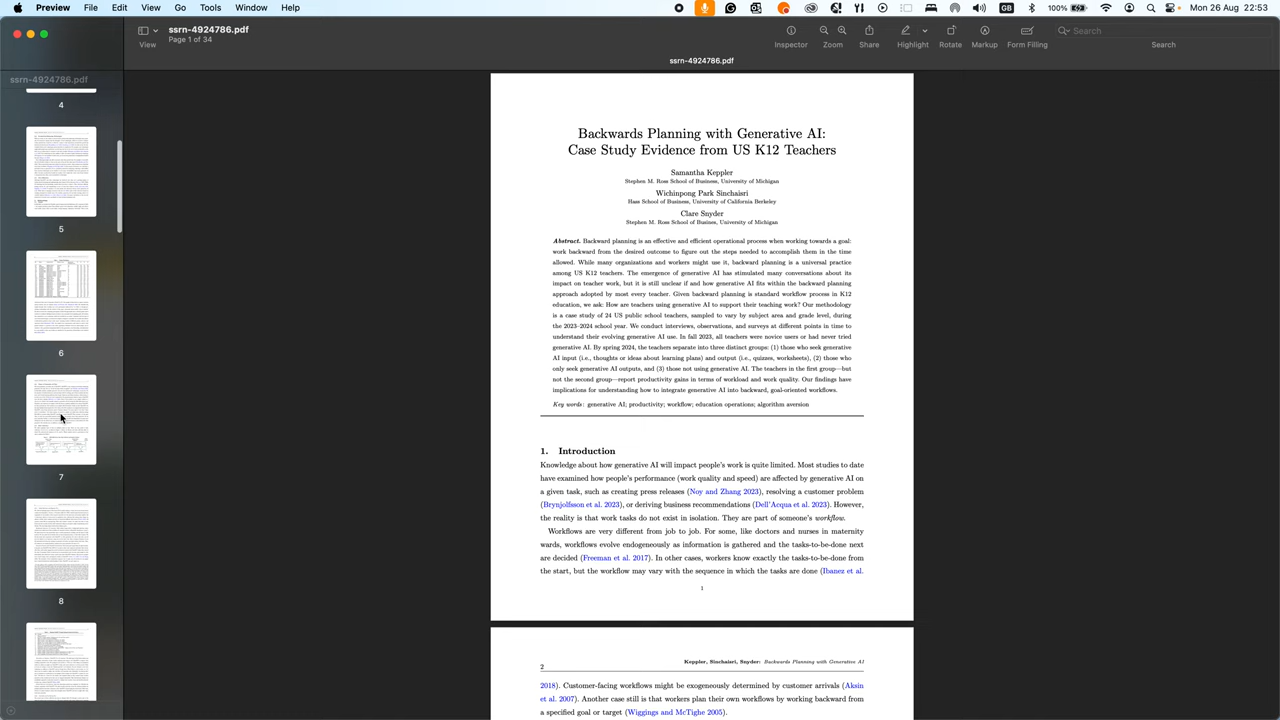 Preview File Edit View Go Tools Window Help
GB 100% Mon 26 Aug 22:53
ssrn-4924786.pdf
Page 1 of 34
View Inspector Zoom Share Highlight Rotate Markup Form Filling Search
Search
ssrn-4924786.pdf
ssrn-4924786.pdf
4
5
6
7
8
Backwards Planning with Generative AI:
Case Study Evidence from US K12 Teachers
Samantha Keppler
Stephen M. Ross School of Business, University of Michigan
Wichinpong Park Sinchaisri
Haas School of Business, University of California Berkeley
Clare Snyder
Stephen M. Ross School of Busines, University of Michigan
Abstract. Backward planning is an effective and efficient operational process when working towards a goal:
work backward from the desired outcome to figure out the steps needed to accomplish them in the time
allowed. While many organizations and workers might use it, backward planning is a universal practice
among US K12 teachers. The emergence of generative AI has stimulated many conversations about its
impact on teacher work, but it is still unclear if and how generative AI fits within the backward planning
approach adopted by most every teacher. Given backward planning is standard workflow process in K12
education, we ask: How are teachers using generative AI to support their teaching work? Our methodology
is a case study of 24 US public school teachers, sampled to vary by subject area and grade level, during
the 2023-2024 school year. We conduct interviews, observations, and surveys at different points in time to
understand their evolving generative AI use. In fall 2023, all teachers were novice users or had never tried
generative AI. By spring 2024, the teachers separate into three distinct groups: (1) those who seek generative
AI input (i.e., thoughts or ideas about learning plans) and output (i.e., quizzes, worksheets), (2) those who
only seek generative AI outputs, and (3) those not using generative AI. The teachers in the first group—but
not the second group—report productivity gains in terms of workload and work quality. Our findings have
implications for understanding how to integrate generative AI into backward, goal-oriented workflows.
Key words: generative AI; productivity; workflow; education operations; algorithm aversion
1. Introduction
Knowledge about how generative AI will impact people's work is quite limited. Most studies to date
have examined how people's performance (work quality and speed) are affected by generative AI on
a given task, such as creating press releases (Noy and Zhang 2023), resolving a customer problem
(Brynjolfsson et al. 2023), or deriving business recommendations (Dell'Acqua et al. 2023). However,
the reality is that work tasks do not exist in isolation. They are part of someone's workflow.
Workflows are very different from job to job. For some, like doctors and nurses in maternity
wards, workflows evolve endogeneously as information is gathered and the tasks-to-be-done next
are decided (Freeman et al. 2017). In other cases, workers know exactly the tasks-to-be-done from
the start, but the workflow may vary with the sequence in which the tasks are done (Ibanez et al.
1
2 Keppler, Sinchaisri, Snyder: Backwards Planning with Generative AI
2018). Customer-facing workflows might be exogeneously determined by customer arrivals (Aksin
et al. 2007). Another case still is that workers plan their own workflows by working backward from
a specified goal or target (Wiggings and McTighe 2005).